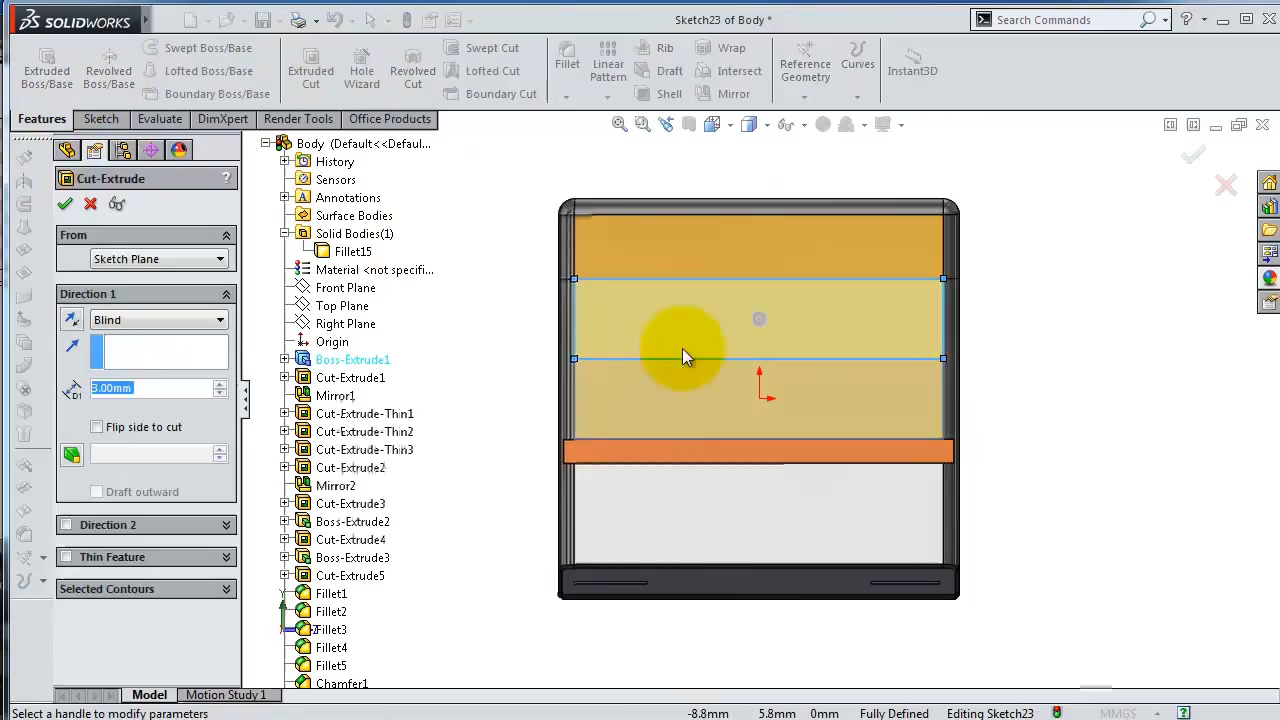 SOLIDWORKS
Sketch23 of Body *
Search Commands
?
Extruded Boss/Base
Revolved Boss/Base
Swept Boss/Base
Lofted Boss/Base
Boundary Boss/Base
Extruded Cut
Hole Wizard
Revolved Cut
Swept Cut
Lofted Cut
Boundary Cut
Fillet
Linear Pattern
Rib
Draft
Shell
Wrap
Intersect
Mirror
Reference Geometry
Curves
Instant3D
Features
Sketch
Evaluate
DimXpert
Render Tools
Office Products
Cut-Extrude
?
From
Sketch Plane
Direction 1
Blind
D1
3.00mm
Flip side to cut
Draft outward
Direction 2
Thin Feature
Selected Contours
Body (Default<<Defaul...
History
Sensors
Annotations
Surface Bodies
Solid Bodies(1)
Fillet15
Material <not specifi...
Front Plane
Top Plane
Right Plane
Origin
Boss-Extrude1
Cut-Extrude1
Mirror1
Cut-Extrude-Thin1
Cut-Extrude-Thin2
Cut-Extrude-Thin3
Cut-Extrude2
Mirror2
Cut-Extrude3
Boss-Extrude2
Cut-Extrude4
Boss-Extrude3
Cut-Extrude5
Fillet1
Fillet2
Fillet3
Fillet4
Fillet5
Chamfer1
Y
Z
Model
Motion Study 1
Select a handle to modify parameters
-8.8mm
5.8mm
0mm
Fully Defined
Editing Sketch23
MMGS
?